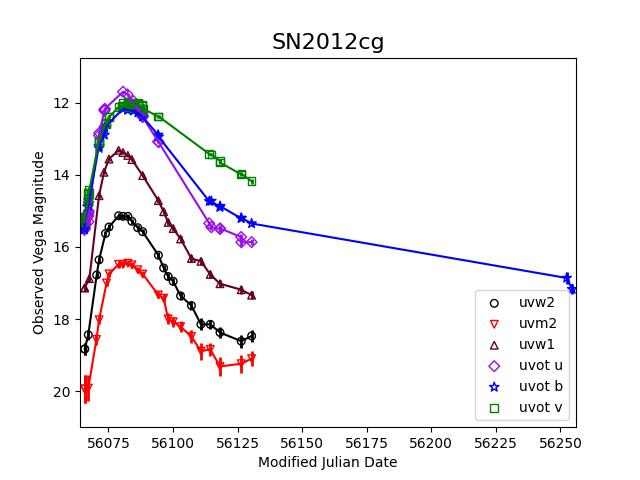 SN2012cg
Observed Vega Magnitude
12
14
16
18
20
56075
56100
56125
56150
56175
56200
56225
56250
Modified Julian Date
uvw2
uvm2
uvw1
uvot u
uvot b
uvot v